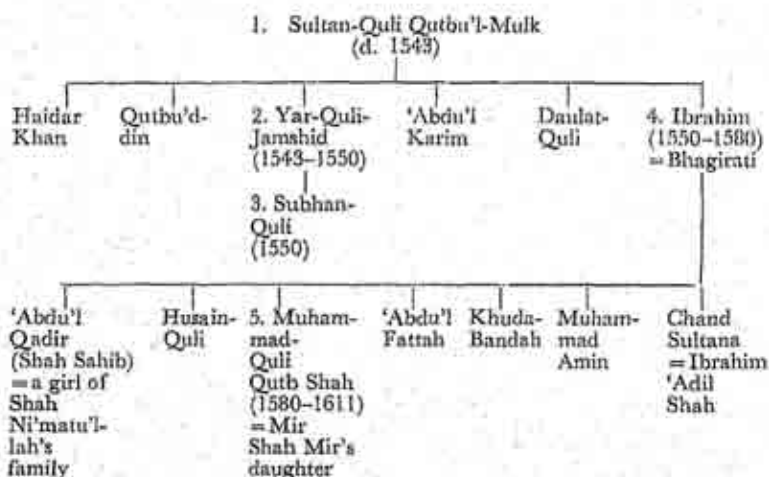 1. Sultan-Quli Qutbu'l-Mulk
(d. 1543)
Haidar
Khan
Qutbu'd-
din
2. Yar-Quli-
Jamshid
(1543–1550)
'Abdu'l
Karim
Daulat-
Quli
4. Ibrahim
(1550–1580)
=Bhagirati
3. Subhan-
Quli
(1550)
'Abdu'l
Qadir
(Shah Sahib)
=a girl of
Shah
Ni'matu'l-
lah's
family
Husain-
Quli
5. Muham-
mad-
Quli
Qutb Shah
(1580–1611)
=Mir
Shah Mir's
daughter
'Abdu'l
Fattah
Khuda-
Bandah
Muham-
mad
Amin
Chand
Sultana
=Ibrahim
'Adil
Shah